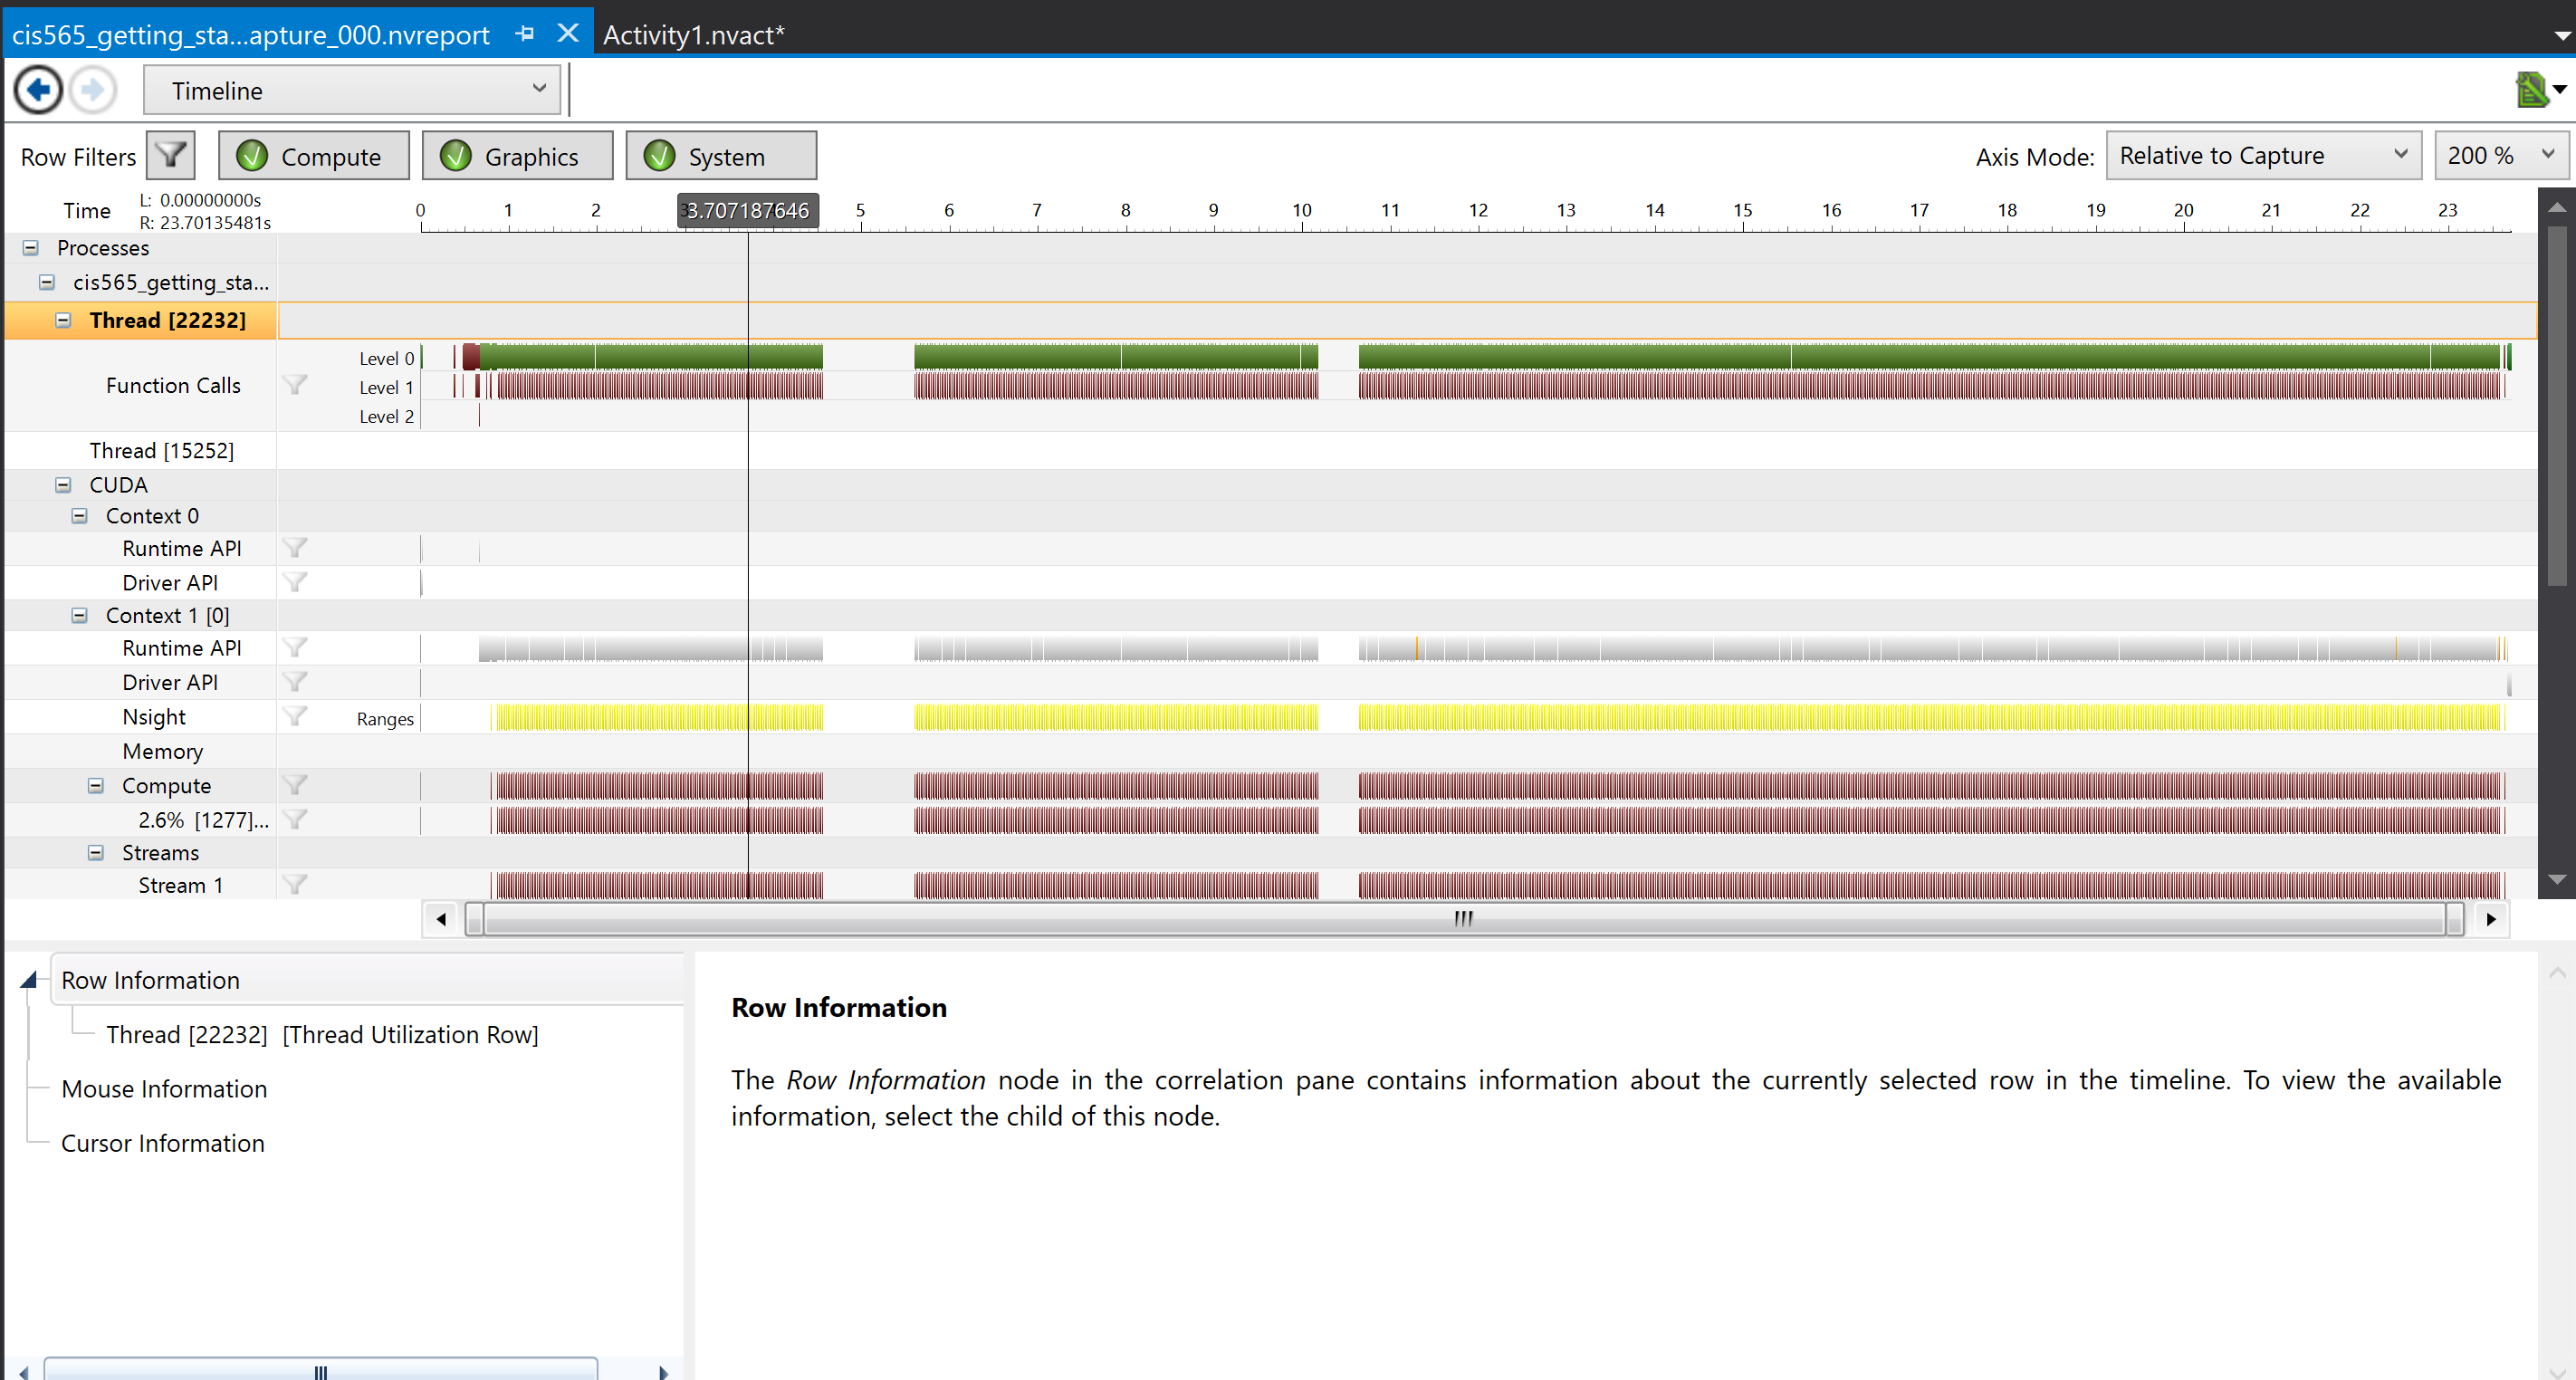 cis565_getting_sta...apture_000.nvreport
Activity1.nvact*
Timeline
Row Filters
Compute
Graphics
System
Axis Mode:
Relative to Capture
200 %
Time
L: 0.00000000s
R: 23.70135481s
0 1 2 3.707187646 5 6 7 8 9 10 11 12 13 14 15 16 17 18 19 20 21 22 23
Processes
cis565_getting_sta...
Thread [22232]
Function Calls
Level 0
Level 1
Level 2
Thread [15252]
CUDA
Context 0
Runtime API
Driver API
Context 1 [0]
Runtime API
Driver API
Nsight
Ranges
Memory
Compute
2.6% [1277]...
Streams
Stream 1
Row Information
Thread [22232] [Thread Utilization Row]
Mouse Information
Cursor Information
Row Information
The Row Information node in the correlation pane contains information about the currently selected row in the timeline. To view the available
information, select the child of this node.